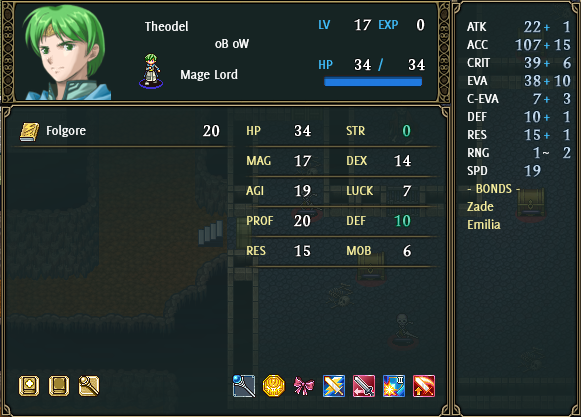 Theodel
LV 17 EXP 0
oB oW
Mage Lord
HP 34 / 34
Folgore 20
HP 34 STR 0
MAG 17 DEX 14
AGI 19 LUCK 7
PROF 20 DEF 10
RES 15 MOB 6
ATK 22+ 1
ACC 107+ 15
CRIT 39+ 6
EVA 38+ 10
C-EVA 7+ 3
DEF 10+ 1
RES 15+ 1
RNG 1~ 2
SPD 19
- BONDS -
Zade
Emilia